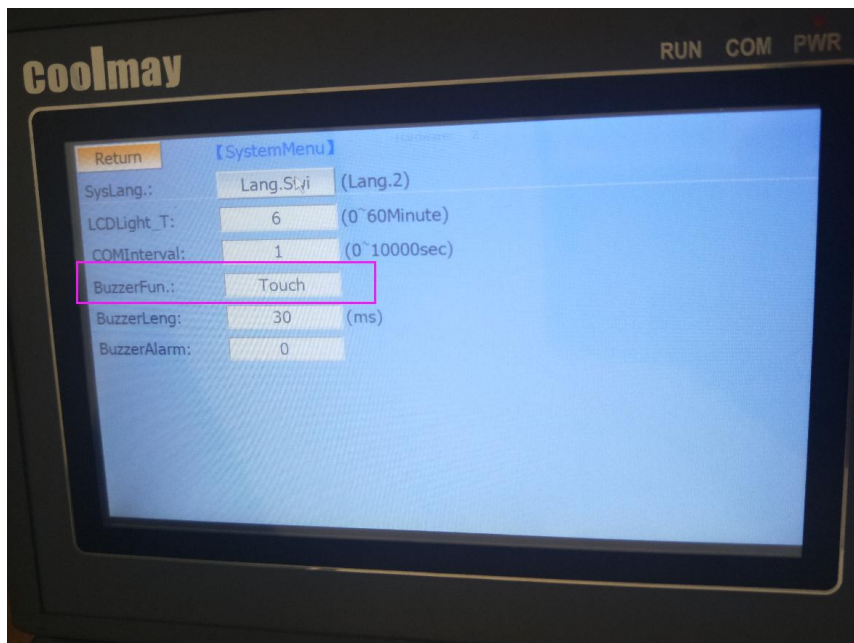 Coolmay
RUN COM PWR
Return 【SystemMenu】
SysLang.: (Lang.2)
LCDLight_T: 6 (0~60Minute)
COMInterval: 1 (0~10000sec)
BuzzerFun.: Touch
BuzzerLeng: 30 (ms)
BuzzerAlarm: 0